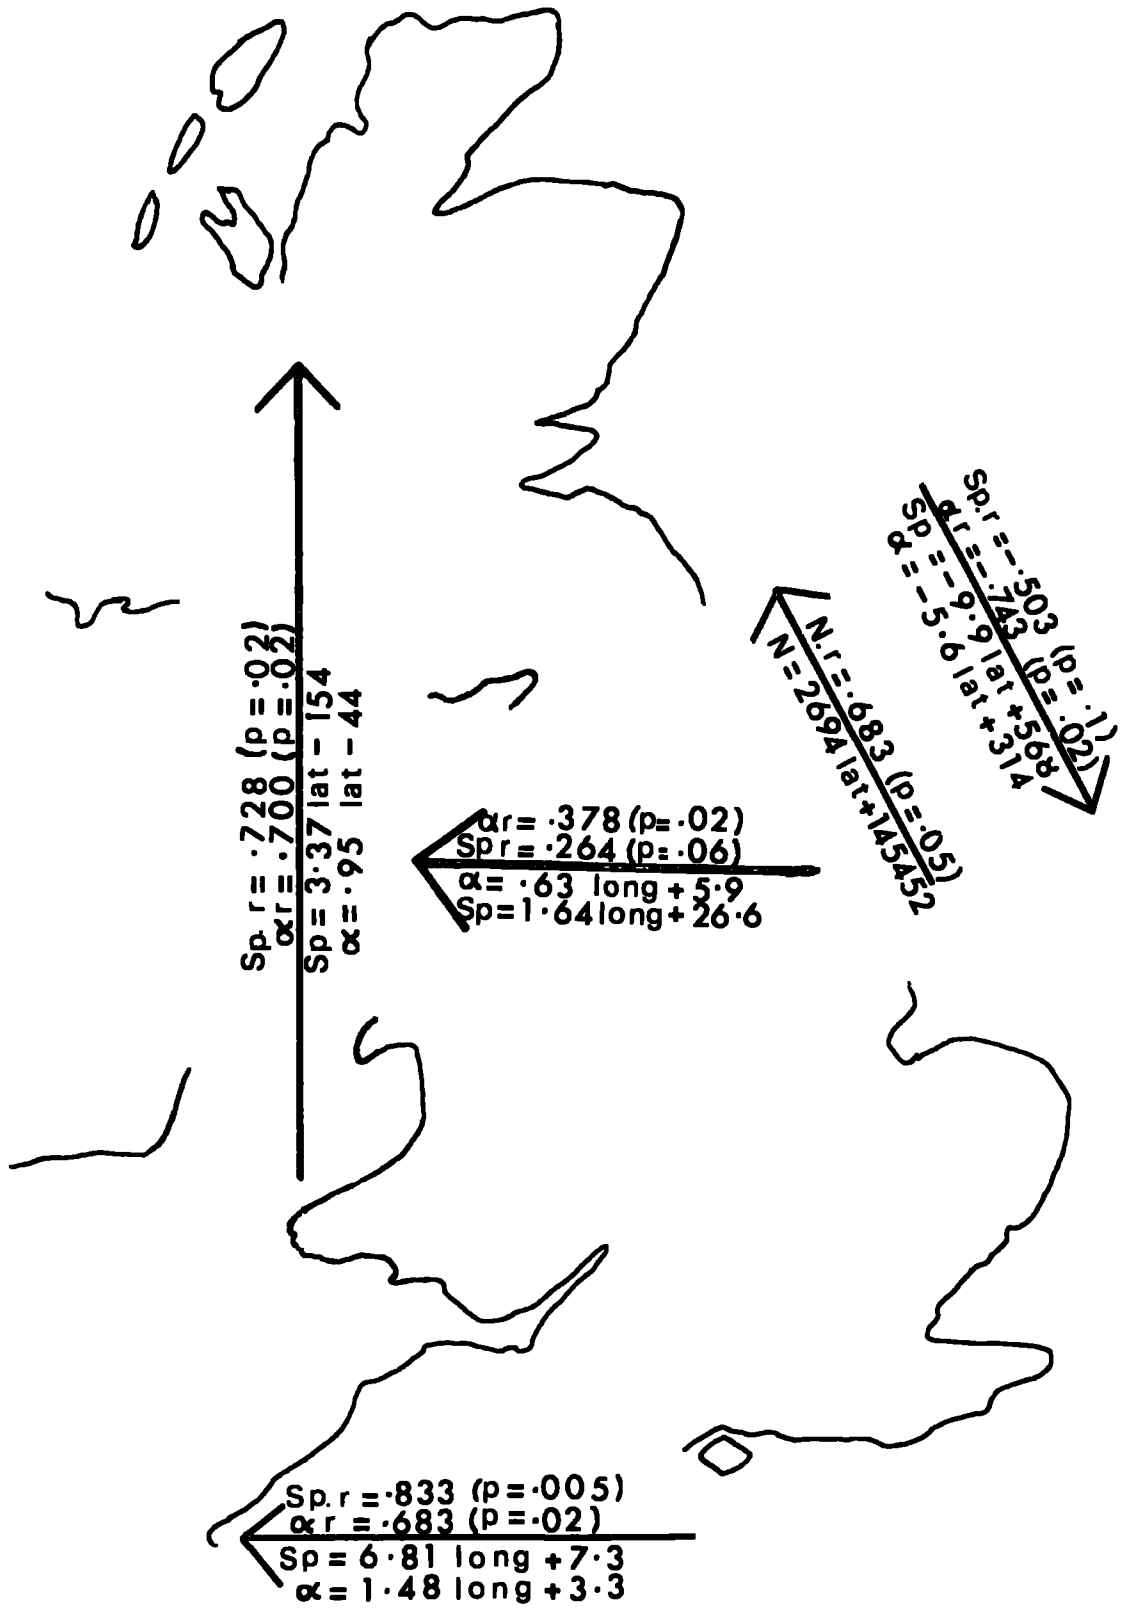 Sp. r = ·728 (p = ·02)
αr = ·700 (p = ·02)
Sp = 3·37 lat - 154
α = ·95 lat - 44
Sp.r = -·503 (p = ·1)
αr = -·743 (p = ·02)
Sp = -9·9 lat +568
α = -5·6 lat +314
N.r = ·683 (p = ·05)
N = 2694 lat+145452
αr = ·378 (p = ·02)
Sp r = ·264 (p = ·06)
α = ·63 long + 5·9
Sp = 1·64 long + 26·6
Sp. r = ·833 (p = ·005)
αr = ·683 (p = ·02)
Sp = 6·81 long + 7·3
α = 1·48 long + 3·3